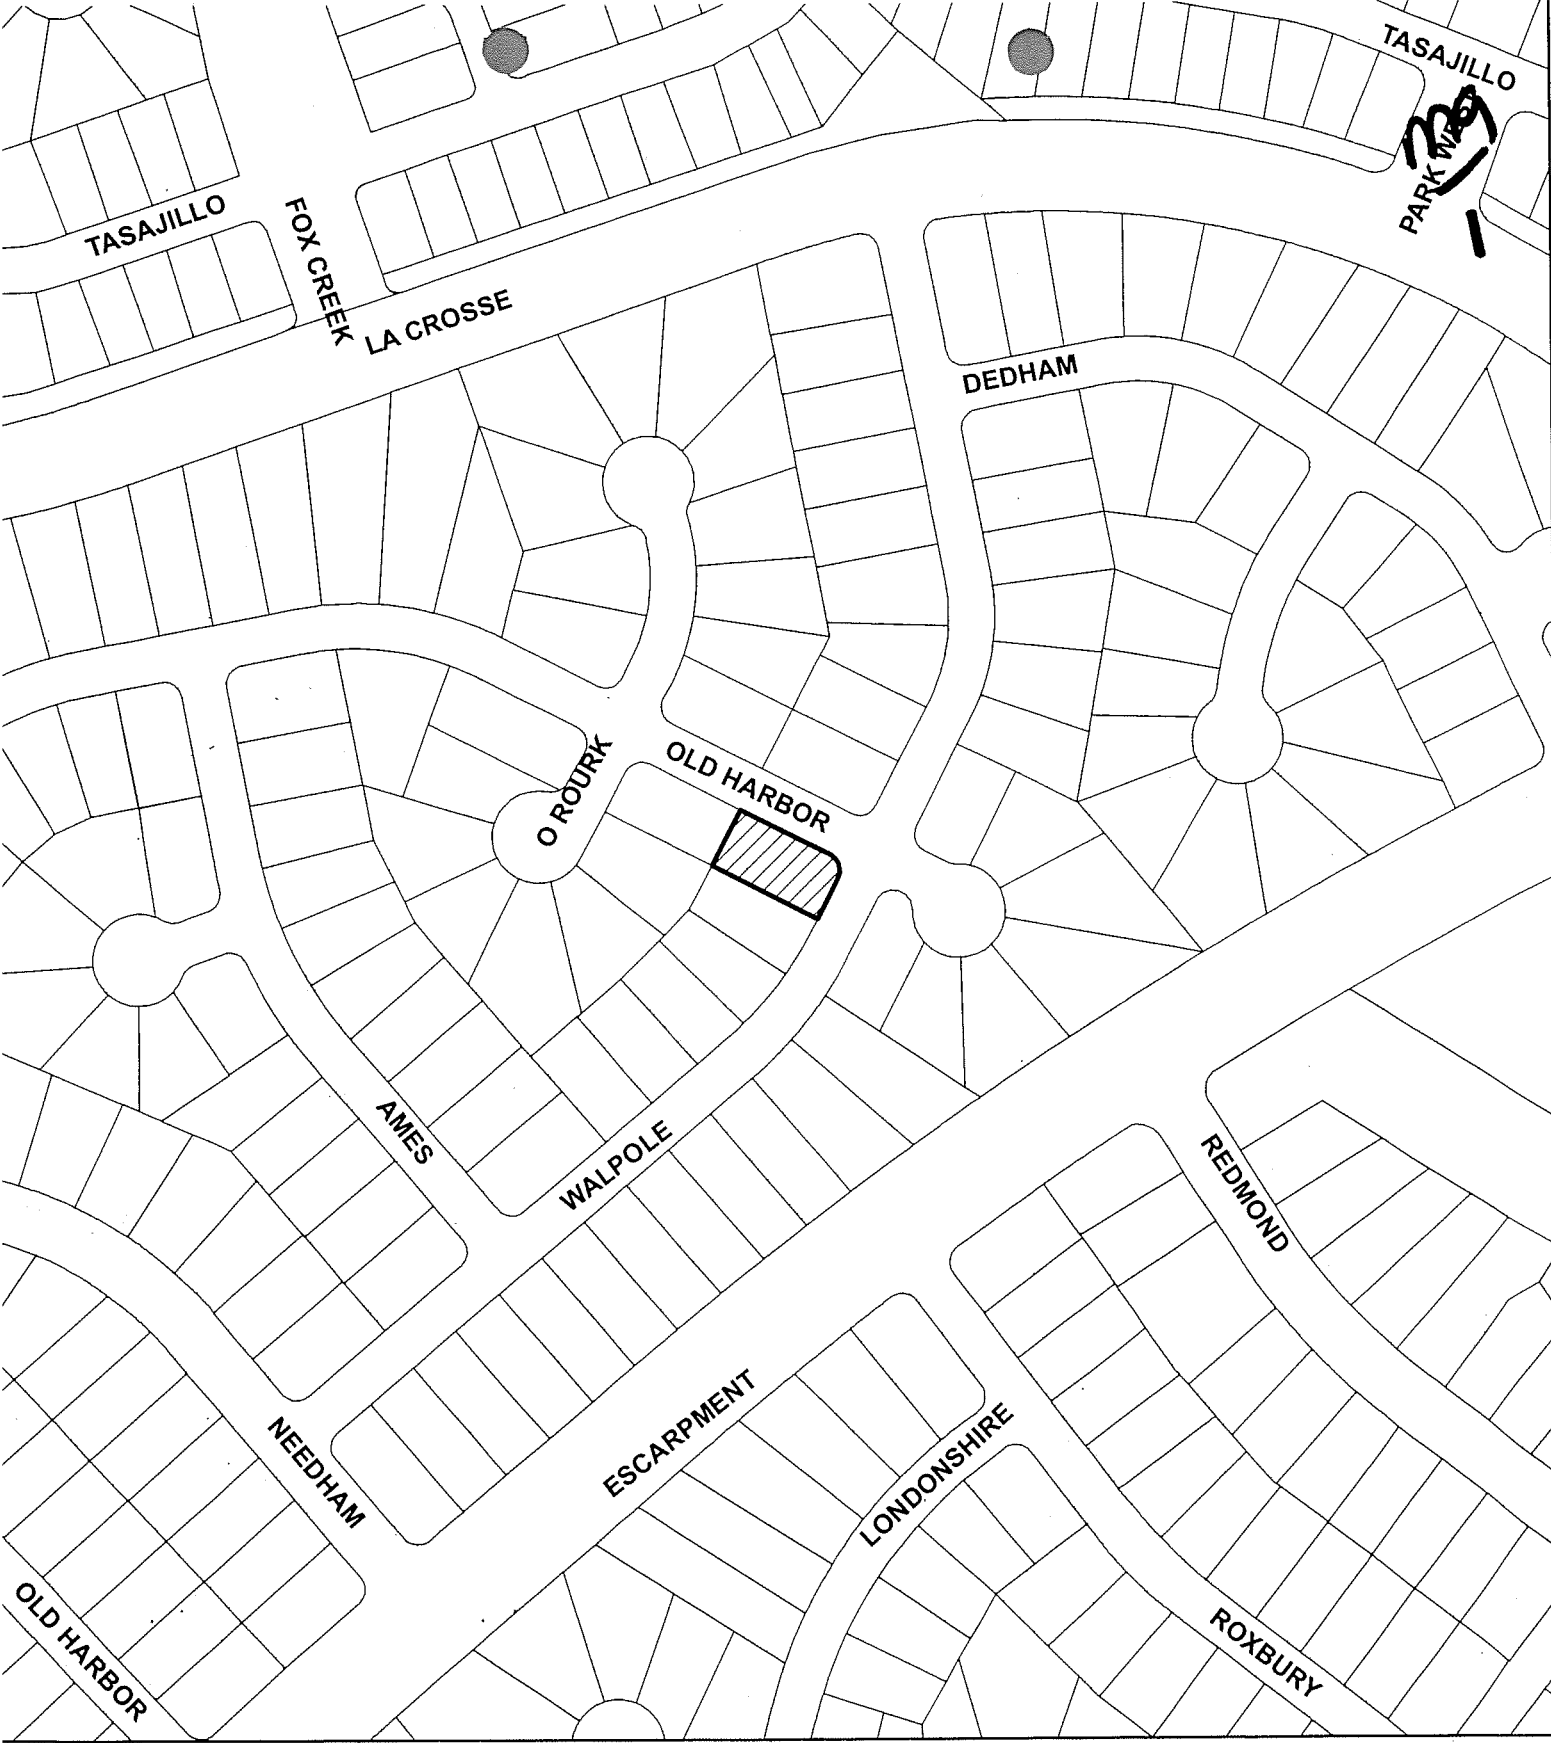 TASAJILLO
PARK
TASAJILLO
FOX CREEK
LA CROSSE
DEDHAM
OLD HARBOR
O ROURK
AMES
WALPOLE
REDMOND
ESCARPMENT
LONDONSHIRE
NEEDHAM
OLD HARBOR
ROXBURY